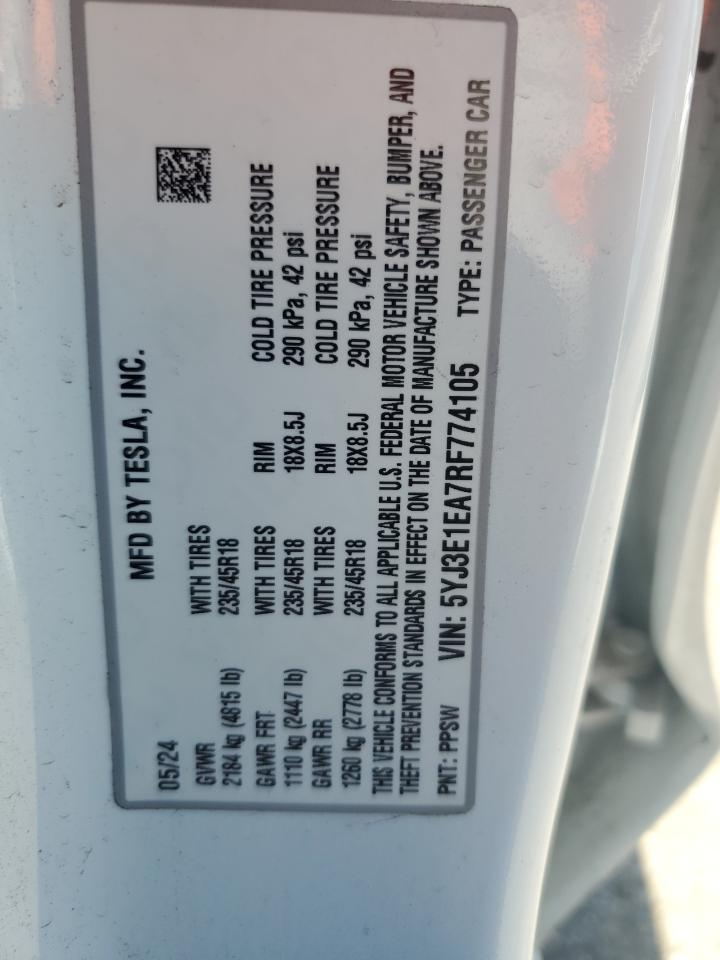 MFD BY TESLA, INC.
05/24
GVWR WITH TIRES
2184 kg (4815 lb) 235/45R18
GAWR FRT WITH TIRES RIM COLD TIRE PRESSURE
1110 kg (2447 lb) 235/45R18 18X8.5J 290 kPa, 42 psi
GAWR RR WITH TIRES RIM COLD TIRE PRESSURE
1260 kg (2778 lb) 235/45R18 18X8.5J 290 kPa, 42 psi
THIS VEHICLE CONFORMS TO ALL APPLICABLE U.S. FEDERAL MOTOR VEHICLE SAFETY, BUMPER, AND
THEFT PREVENTION STANDARDS IN EFFECT ON THE DATE OF MANUFACTURE SHOWN ABOVE.
PNT: PPSW VIN: 5YJ3E1EA7RF774105 TYPE: PASSENGER CAR